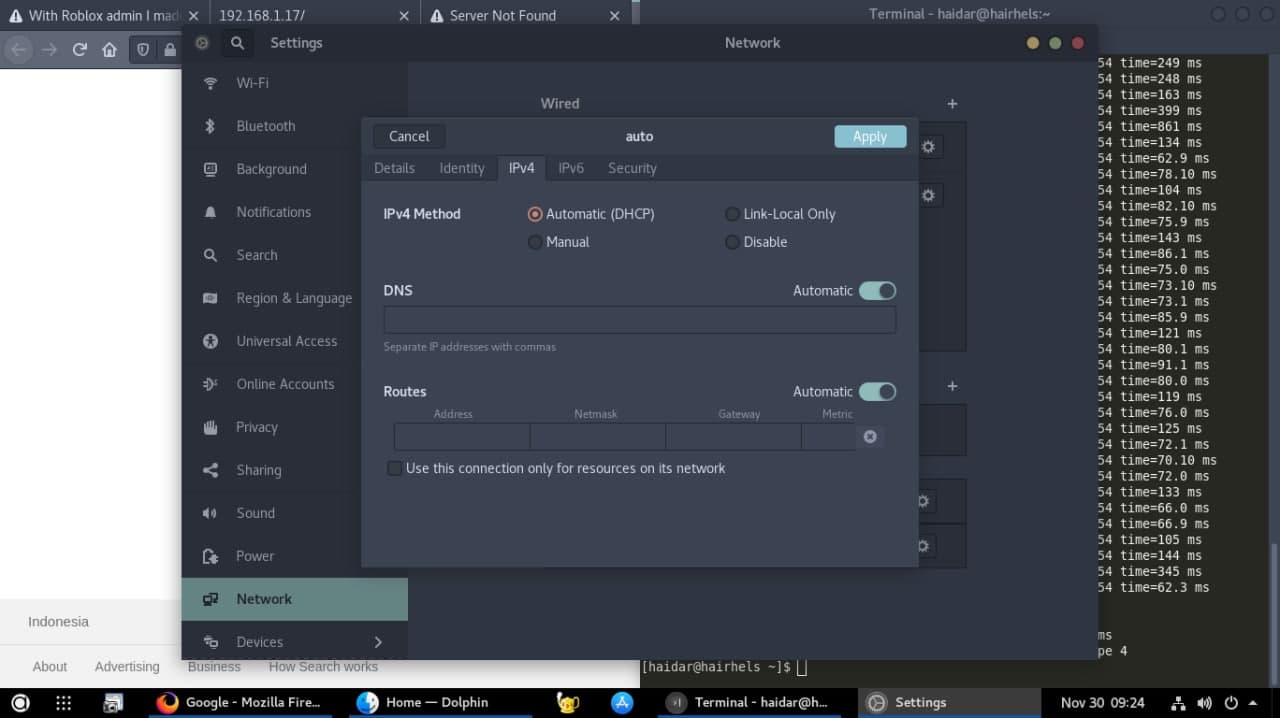 With Roblox admin I mad
192.168.1.17/
Server Not Found
Terminal - haidar@hairhels:~
Settings
Network
Wi-Fi
Bluetooth
Background
Notifications
Search
Region & Language
Universal Access
Online Accounts
Privacy
Sharing
Sound
Power
Network
Devices
Wired
Cancel
auto
Apply
Details
Identity
IPv4
IPv6
Security
IPv4 Method
Automatic (DHCP)
Link-Local Only
Manual
Disable
DNS
Automatic
Separate IP addresses with commas
Routes
Automatic
Address
Netmask
Gateway
Metric
Use this connection only for resources on its network
54 time=249 ms
54 time=248 ms
54 time=163 ms
54 time=399 ms
54 time=861 ms
54 time=134 ms
54 time=62.9 ms
54 time=78.10 ms
54 time=104 ms
54 time=82.10 ms
54 time=75.9 ms
54 time=143 ms
54 time=86.1 ms
54 time=75.0 ms
54 time=73.10 ms
54 time=73.1 ms
54 time=85.9 ms
54 time=121 ms
54 time=80.1 ms
54 time=91.1 ms
54 time=80.0 ms
54 time=119 ms
54 time=76.0 ms
54 time=125 ms
54 time=72.1 ms
54 time=70.10 ms
54 time=72.0 ms
54 time=133 ms
54 time=66.0 ms
54 time=66.9 ms
54 time=105 ms
54 time=144 ms
54 time=345 ms
54 time=62.3 ms
ms
pe 4
[haidar@hairhels ~]$
Indonesia
About
Advertising
Business
How Search works
Google - Mozilla Fire...
Home — Dolphin
Terminal - haidar@h...
Settings
Nov 30 09:24